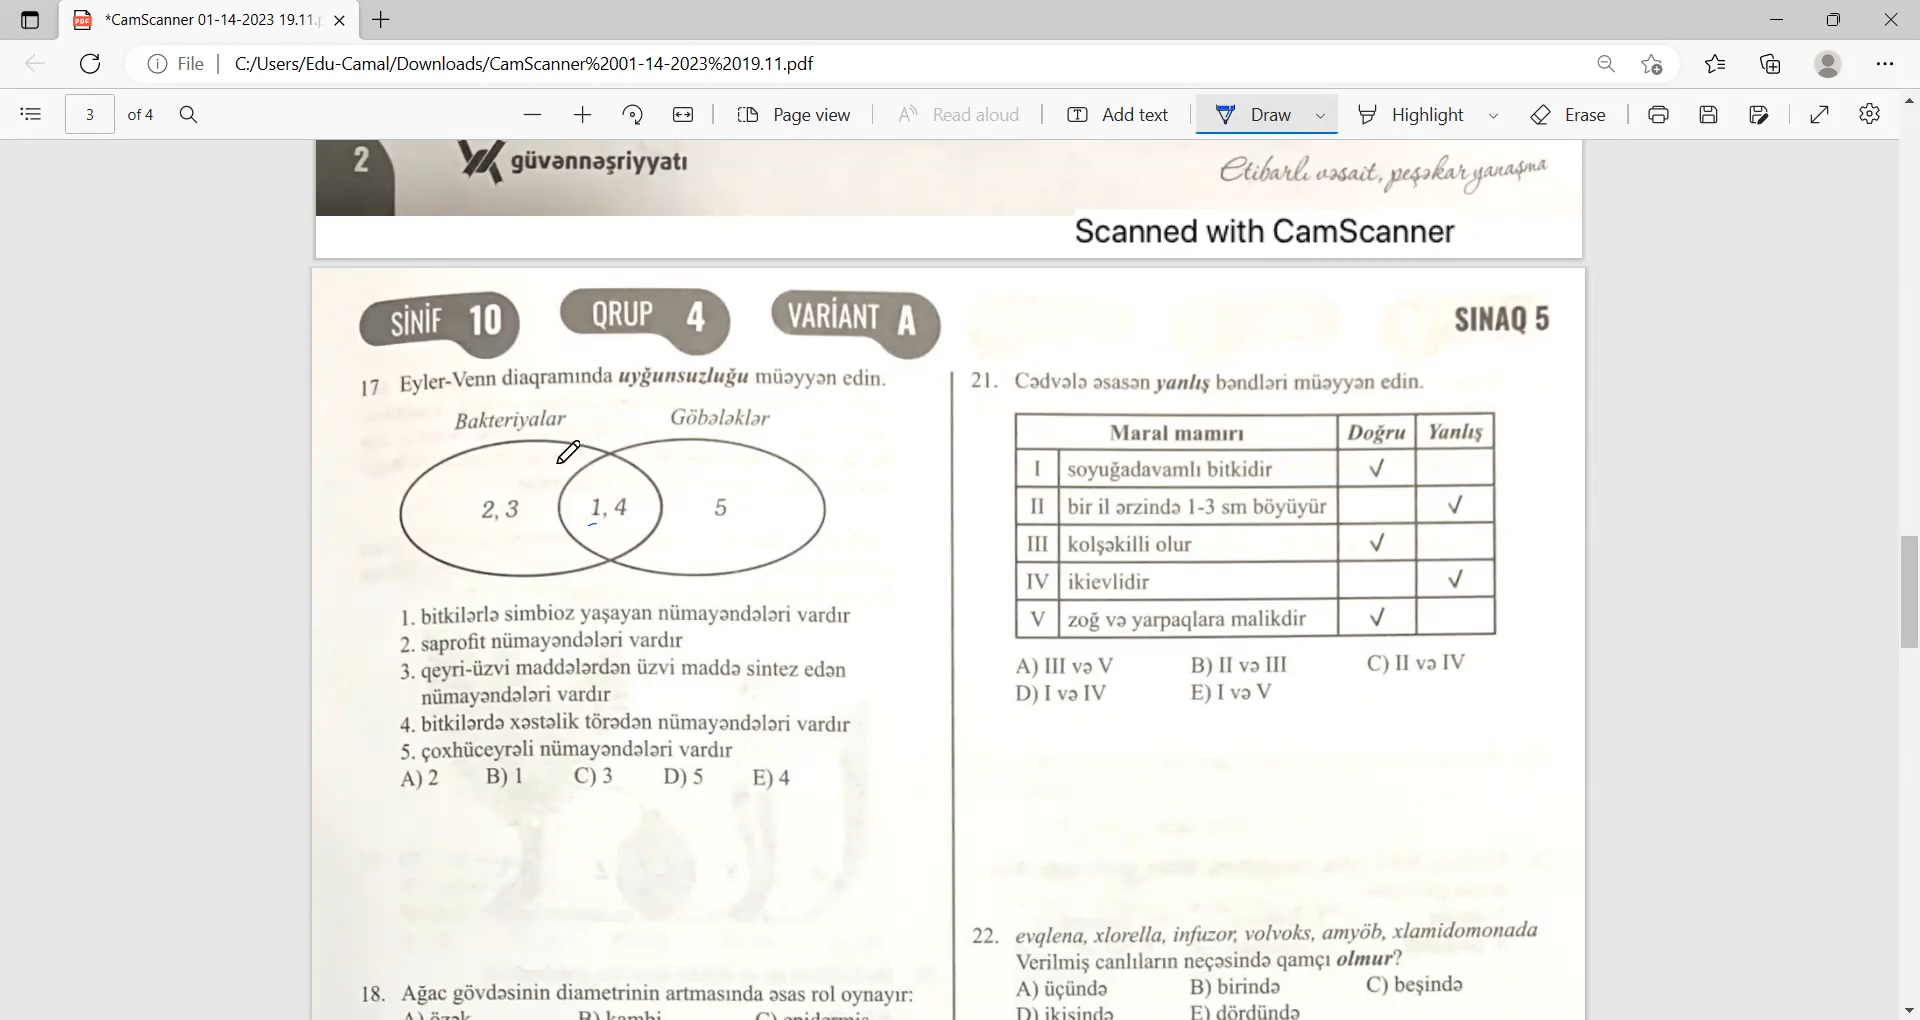 *CamScanner 01-14-2023 19.11.p
File
C:/Users/Edu-Camal/Downloads/CamScanner%2001-14-2023%2019.11.pdf
3 of 4
Page view
Read aloud
Add text
Draw
Highlight
Erase
2
güvənnəşriyyatı
Etibarlı vəsait, peşəkar yanaşma
Scanned with CamScanner
SİNİF 10
QRUP 4
VARİANT A
SINAQ 5
17 Eyler-Venn diaqramında uyğunsuzluğu müəyyən edin.
Bakteriyalar
Göbələklər
2, 3
1, 4
5
1. bitkilərlə simbioz yaşayan nümayəndələri vardır
2. saprofit nümayəndələri vardır
3. qeyri-üzvi maddələrdən üzvi maddə sintez edən
nümayəndələri vardır
4. bitkilərdə xəstəlik törədən nümayəndələri vardır
5. çoxhüceyrəli nümayəndələri vardır
A) 2 B) 1 C) 3 D) 5 E) 4
18. Ağac gövdəsinin diametrinin artmasında əsas rol oynayır:
A) özək B) kambi C) epidermis
21. Cədvələ əsasən yanlış bəndləri müəyyən edin.
Maral mamırı Doğru Yanlış
I soyuğadavamlı bitkidir √
II bir il ərzində 1-3 sm böyüyür √
III kolşəkilli olur √
IV ikievlidir √
V zoğ və yarpaqlara malikdir √
A) III və V B) II və III C) II və IV
D) I və IV E) I və V
22. evqlena, xlorella, infuzor, volvoks, amyöb, xlamidomonada
Verilmiş canlıların neçəsində qamçı olmur?
A) üçündə B) birində C) beşində
D) ikisində E) dördündə